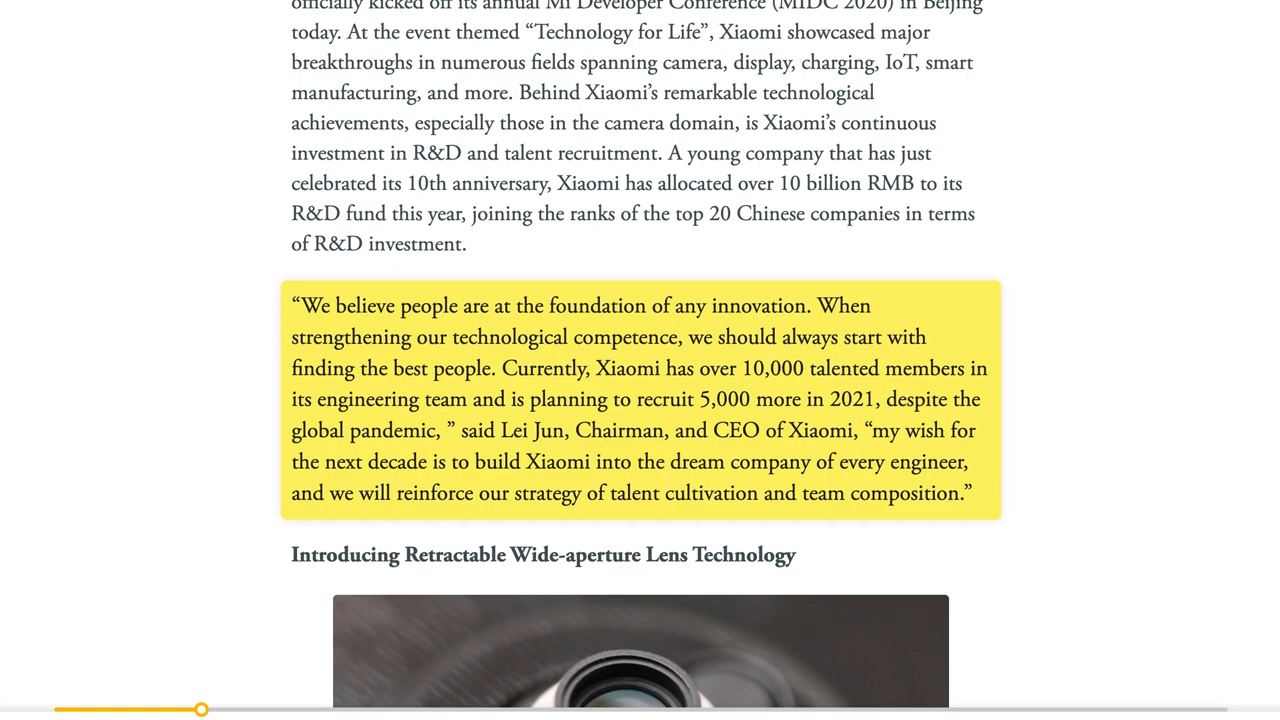 officially kicked off its annual Mi Developer Conference (MIDC 2020) in Beijing
today. At the event themed “Technology for Life”, Xiaomi showcased major
breakthroughs in numerous fields spanning camera, display, charging, IoT, smart
manufacturing, and more. Behind Xiaomi’s remarkable technological
achievements, especially those in the camera domain, is Xiaomi’s continuous
investment in R&D and talent recruitment. A young company that has just
celebrated its 10th anniversary, Xiaomi has allocated over 10 billion RMB to its
R&D fund this year, joining the ranks of the top 20 Chinese companies in terms
of R&D investment.
“We believe people are at the foundation of any innovation. When
strengthening our technological competence, we should always start with
finding the best people. Currently, Xiaomi has over 10,000 talented members in
its engineering team and is planning to recruit 5,000 more in 2021, despite the
global pandemic, ” said Lei Jun, Chairman, and CEO of Xiaomi, “my wish for
the next decade is to build Xiaomi into the dream company of every engineer,
and we will reinforce our strategy of talent cultivation and team composition.”
Introducing Retractable Wide-aperture Lens Technology